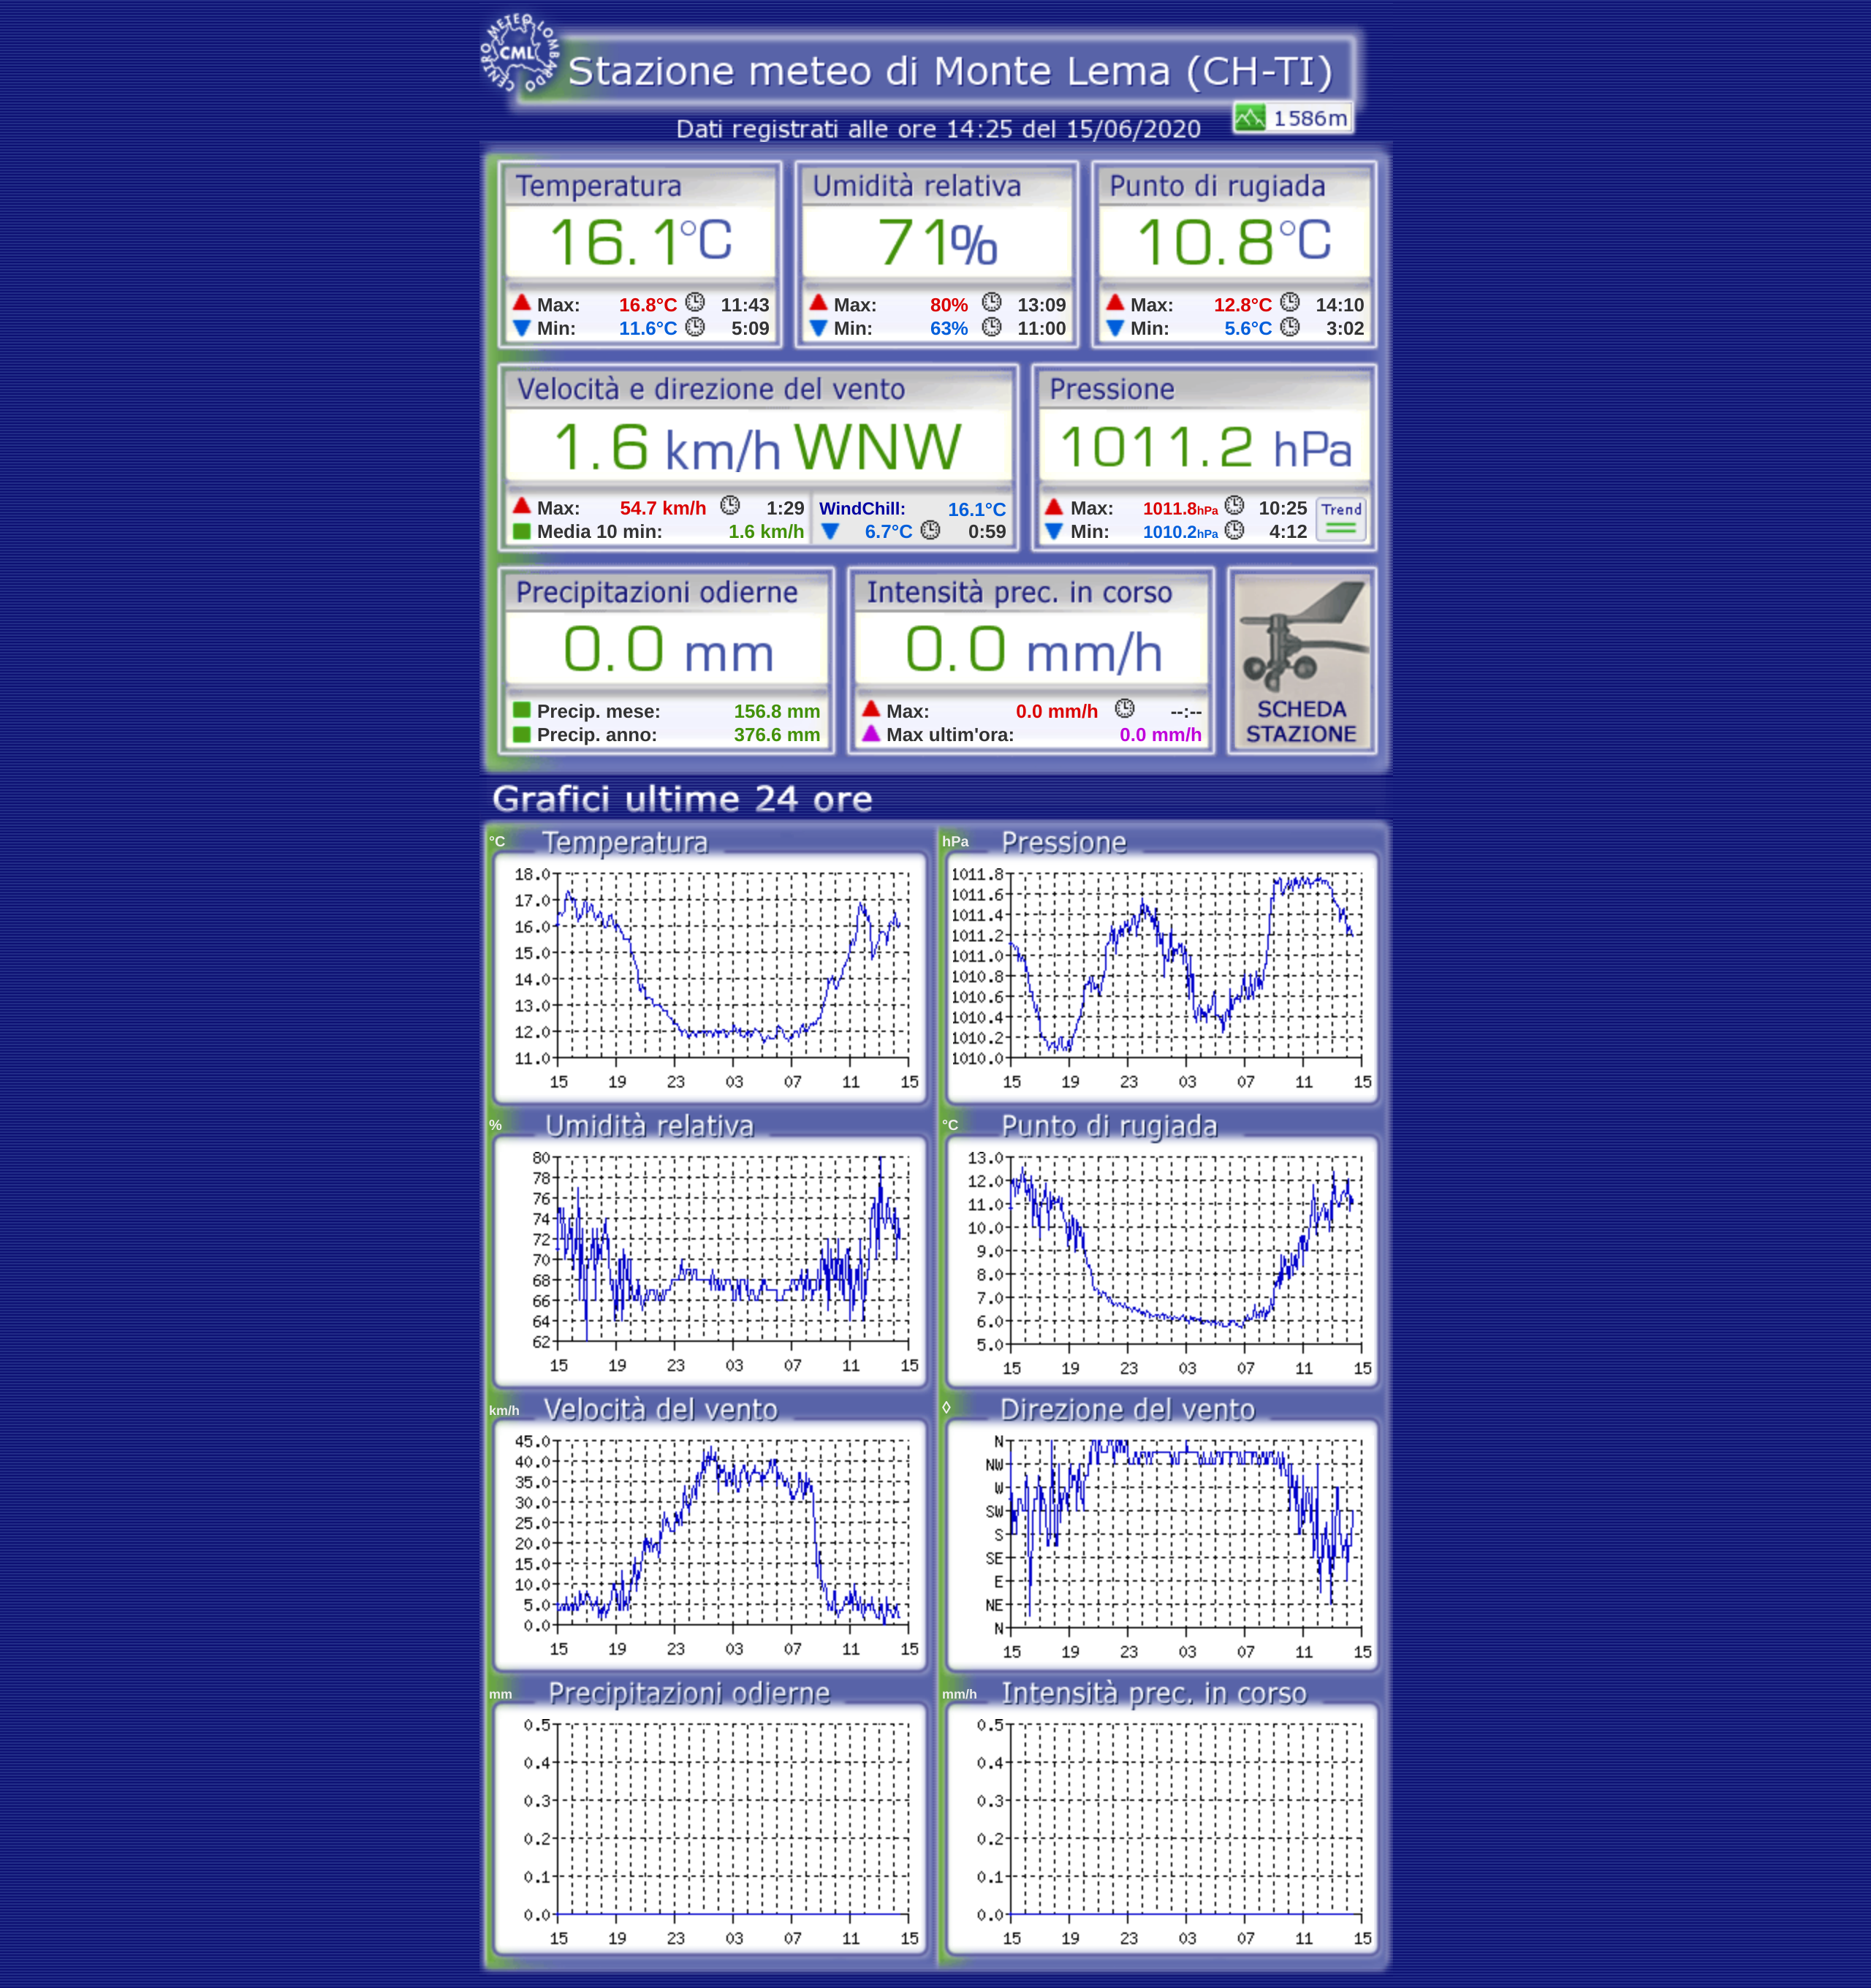 CENTRO METEO LOMBARDO
CML
Stazione meteo di Monte Lema (CH-TI)
1586m
Dati registrati alle ore 14:25 del 15/06/2020
Temperatura Umidità relativa Punto di rugiada
16.1°C 71% 10.8°C
Max: 16.8°C 11:43 Max: 80% 13:09 Max: 12.8°C 14:10
Min: 11.6°C 5:09 Min: 63% 11:00 Min: 5.6°C 3:02
Velocità e direzione del vento Pressione
1.6 km/h WNW 1011.2 hPa
Max: 54.7 km/h 1:29 WindChill: 16.1°C Max: 1011.8hPa 10:25 Trend
Media 10 min: 1.6 km/h 6.7°C 0:59 Min: 1010.2hPa 4:12
Precipitazioni odierne Intensità prec. in corso
0.0 mm 0.0 mm/h
Precip. mese: 156.8 mm Max: 0.0 mm/h --:-- SCHEDA
Precip. anno: 376.6 mm Max ultim'ora: 0.0 mm/h STAZIONE
Grafici ultime 24 ore
°C Temperatura
18.0
17.0
16.0
15.0
14.0
13.0
12.0
11.0
15 19 23 03 07 11 15
hPa Pressione
1011.8
1011.6
1011.4
1011.2
1011.0
1010.8
1010.6
1010.4
1010.2
1010.0
15 19 23 03 07 11 15
% Umidità relativa
80
78
76
74
72
70
68
66
64
62
15 19 23 03 07 11 15
°C Punto di rugiada
13.0
12.0
11.0
10.0
9.0
8.0
7.0
6.0
5.0
15 19 23 03 07 11 15
km/h Velocità del vento
45.0
40.0
35.0
30.0
25.0
20.0
15.0
10.0
5.0
0.0
15 19 23 03 07 11 15
◊ Direzione del vento
N
NW
W
SW
S
SE
E
NE
N
15 19 23 03 07 11 15
mm Precipitazioni odierne
0.5
0.4
0.3
0.2
0.1
0.0
15 19 23 03 07 11 15
mm/h Intensità prec. in corso
0.5
0.4
0.3
0.2
0.1
0.0
15 19 23 03 07 11 15